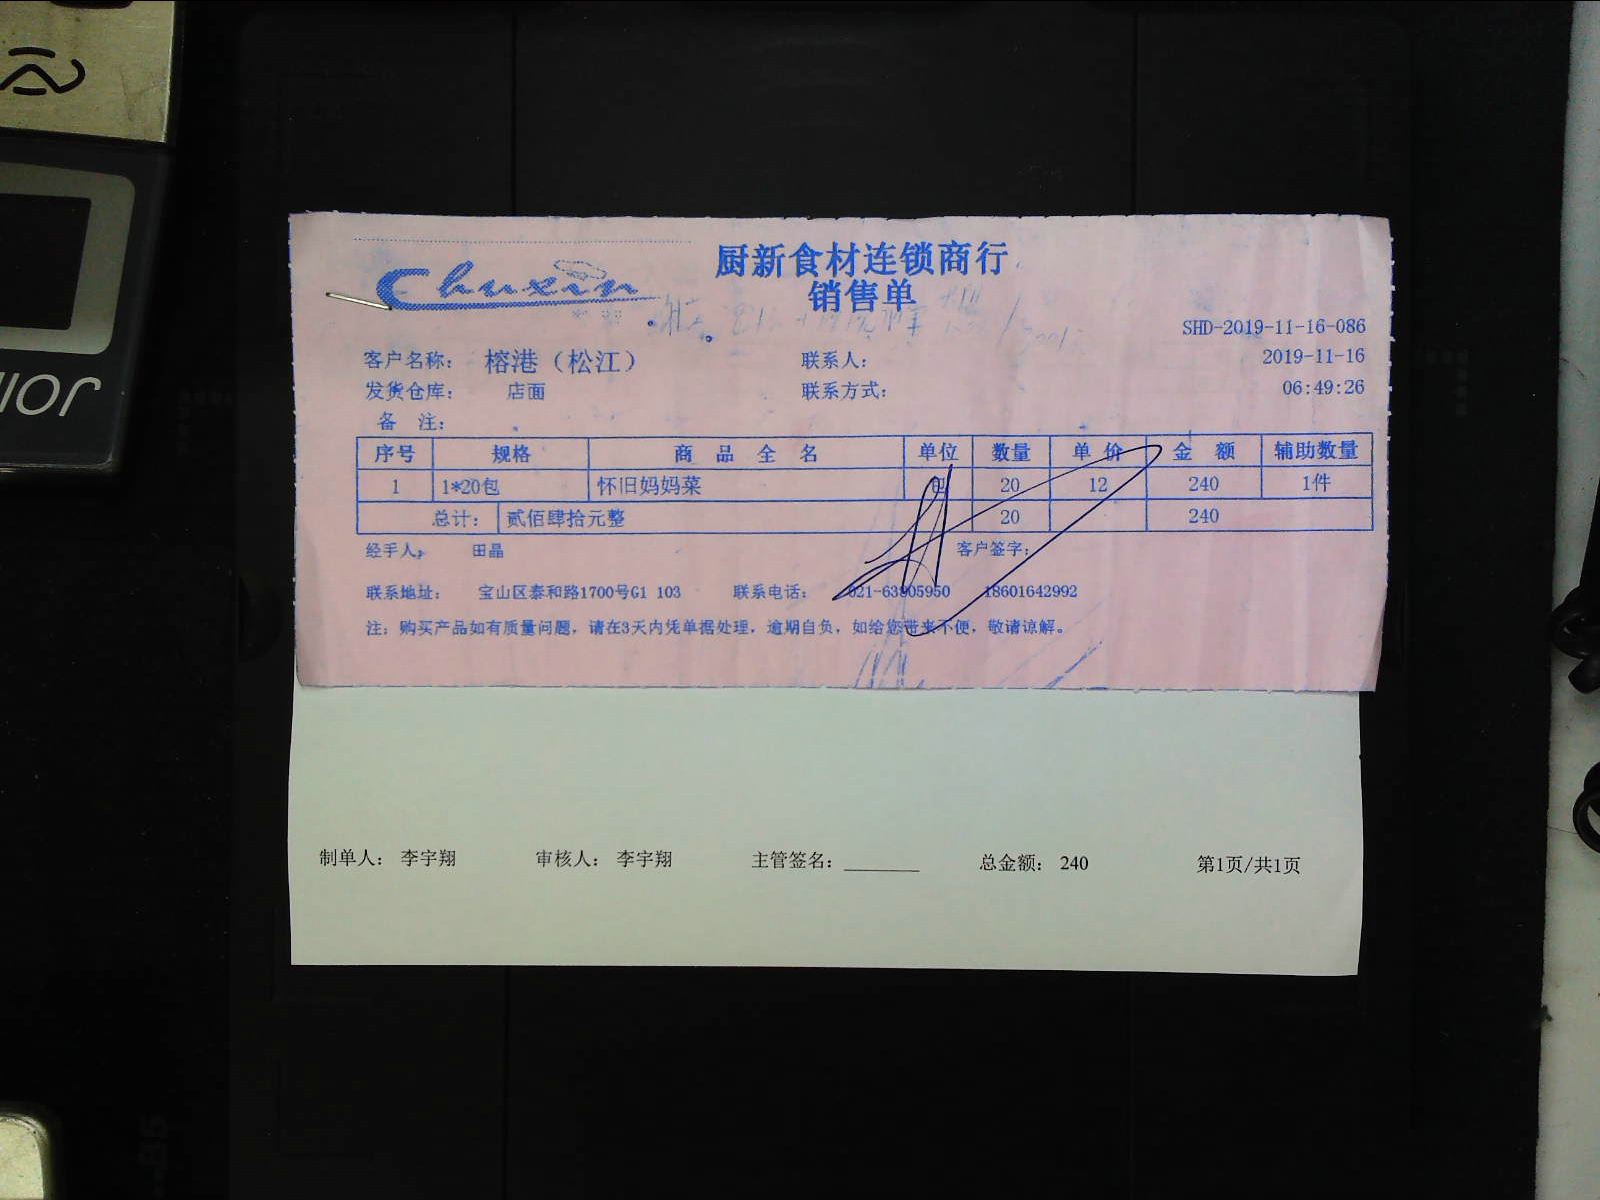 Chuxin
厨新食材连锁商行
销售单
SHD-2019-11-16-086
客户名称: 榕港（松江） 联系人: 2019-11-16
发货仓库: 店面 联系方式: 06:49:26
备 注:
序号 规格 商品全名 单位 数量 单价 金额 辅助数量
1 1*20包 怀旧妈妈菜 包 20 12 240 1件
总计: 贰佰肆拾元整 20 240
经手人: 田晶 客户签字:
联系地址: 宝山区泰和路1700号G1 103 联系电话: 021-63805950 18601642992
注: 购买产品如有质量问题, 请在3天内凭单据处理, 逾期自负, 如给您带来不便, 敬请谅解。
制单人: 李宇翔 审核人: 李宇翔 主管签名: 总金额: 240 第1页/共1页